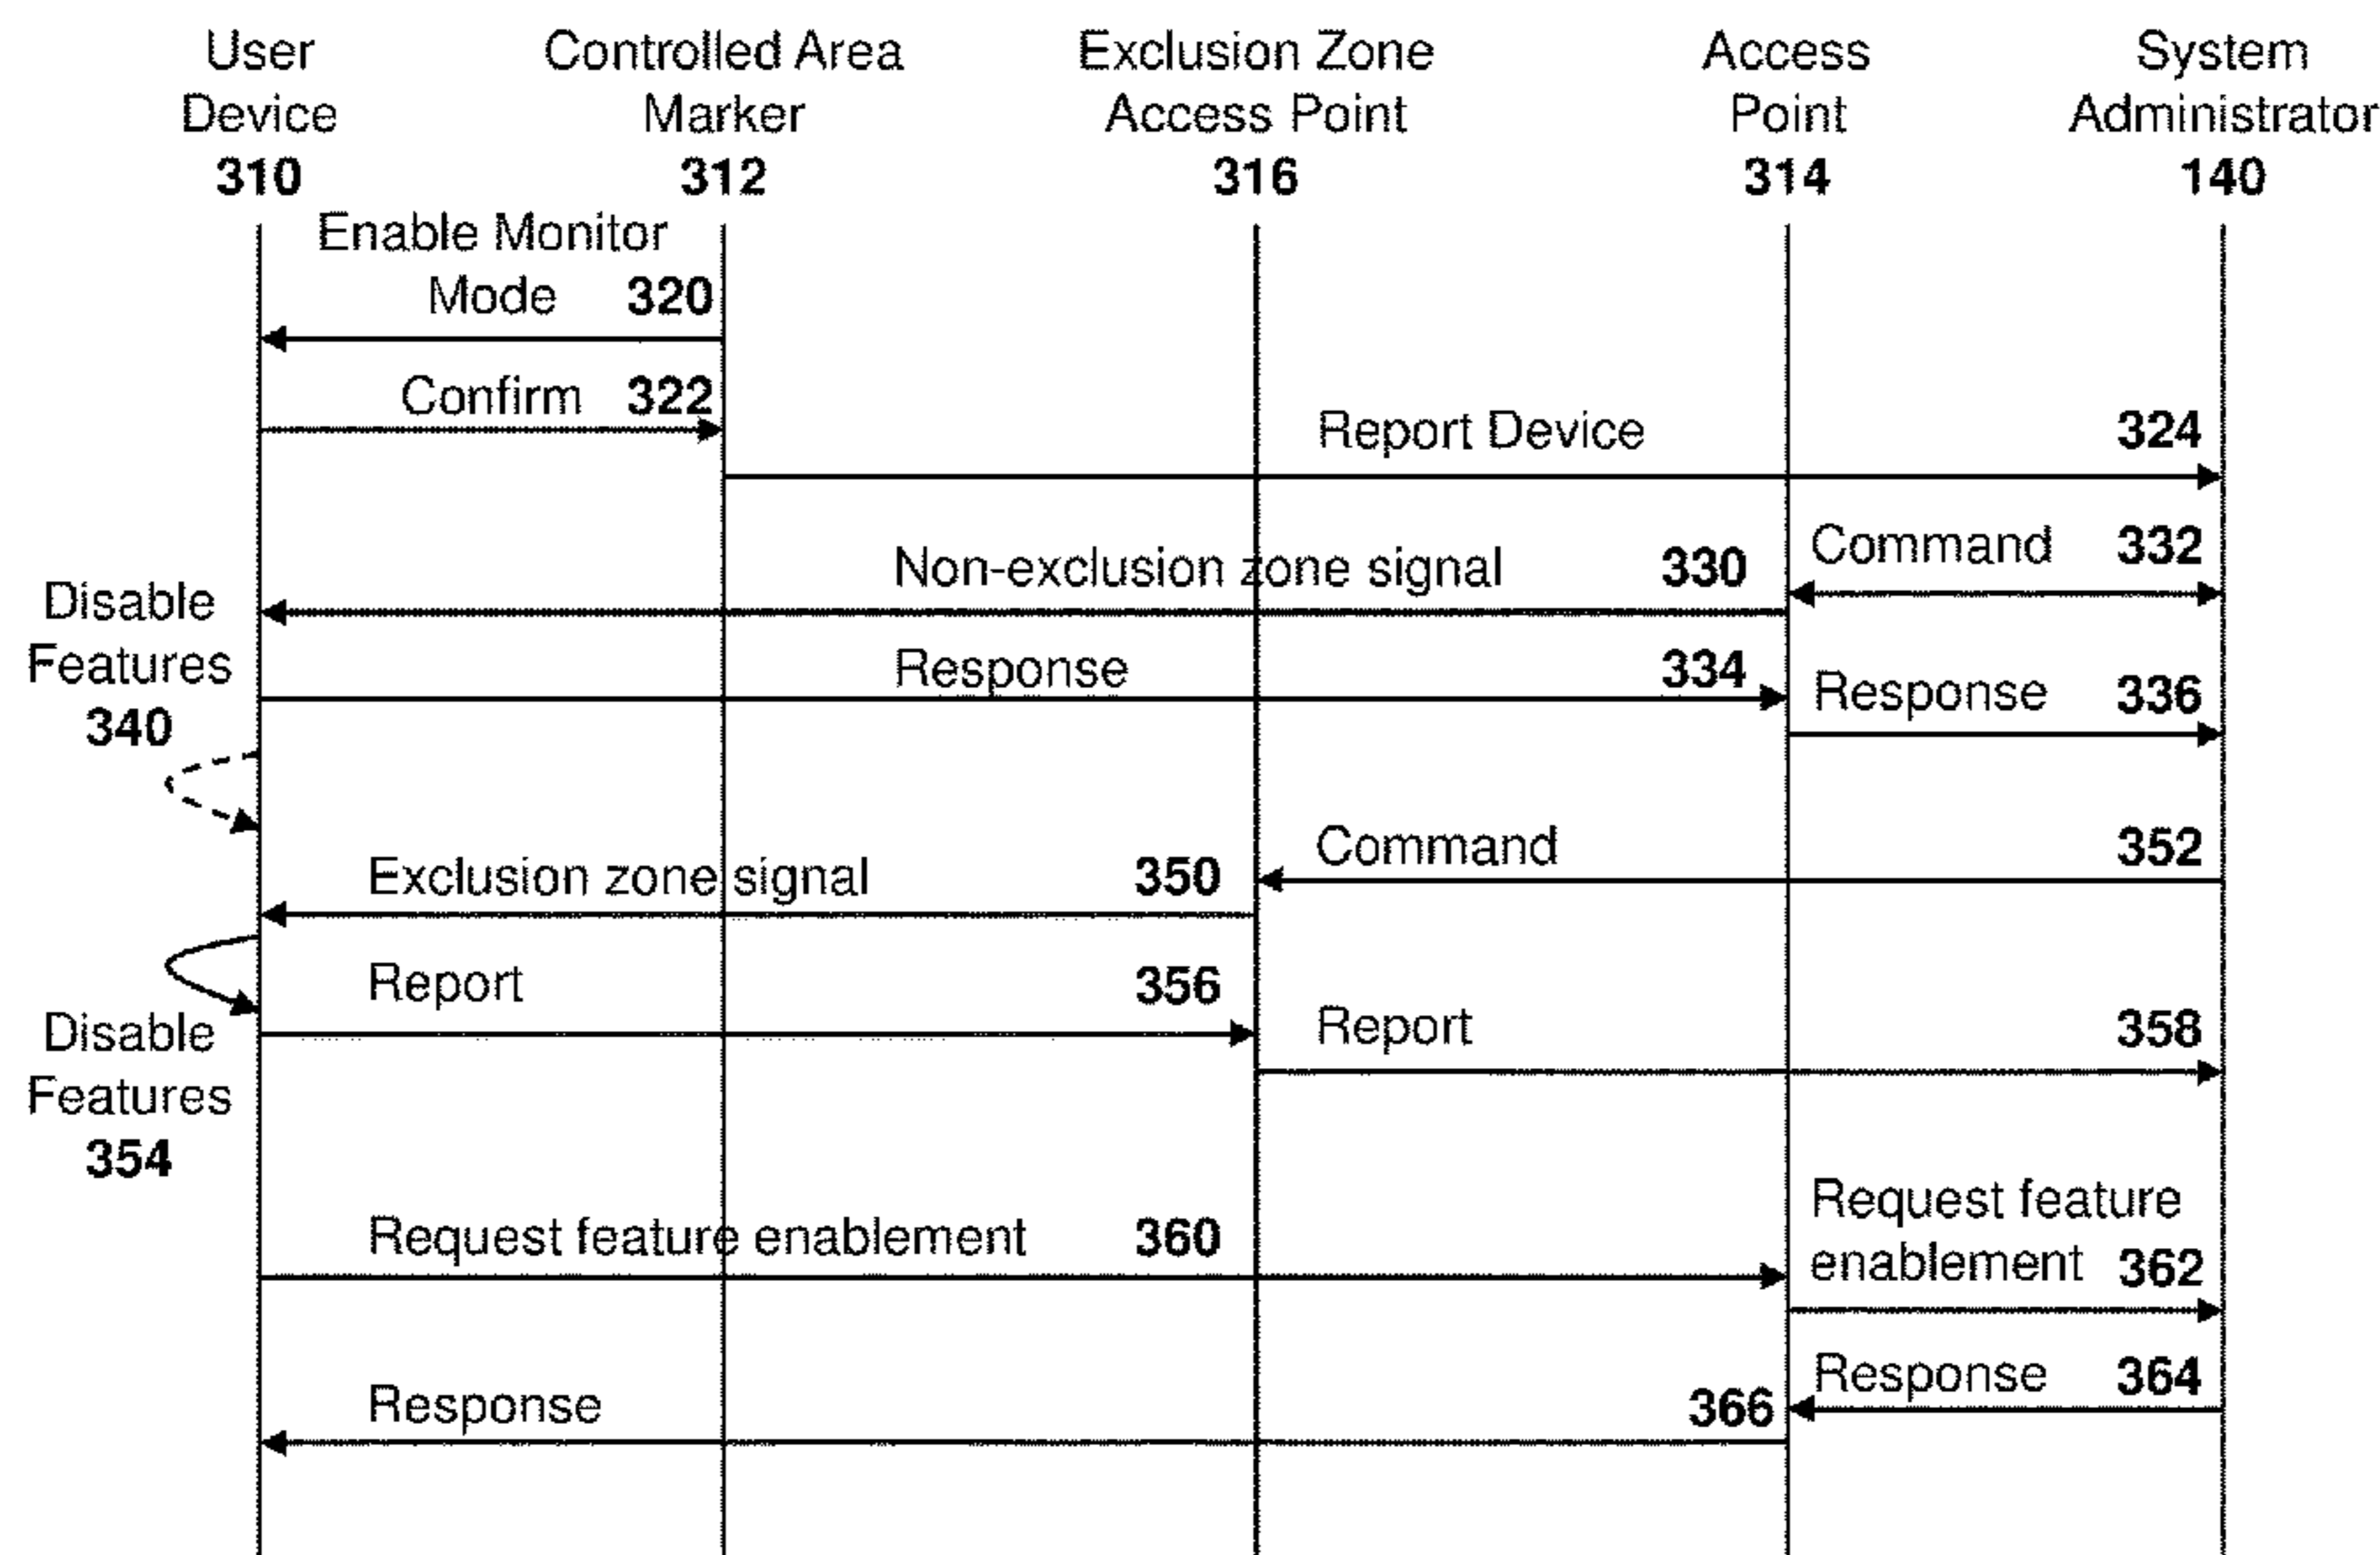 User
Device
310
Controlled Area
Marker
312
Exclusion Zone
Access Point
316
Access
Point
314
System
Administrator
140
Enable Monitor
Mode 320
Confirm 322
Report Device 324
Command 332
Non-exclusion zone signal 330
Disable
Features
340
Response 334
Response 336
Command 352
Exclusion zone signal 350
Report 356
Report 358
Disable
Features
354
Request feature enablement 360
Request feature
enablement 362
Response 364
Response 366